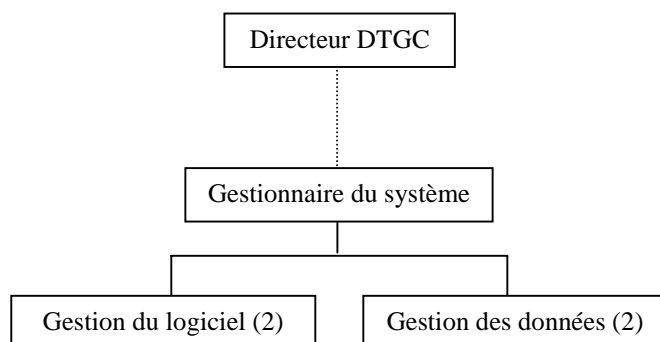 Directeur DTGC
Gestionnaire du système
Gestion du logiciel (2)
Gestion des données (2)